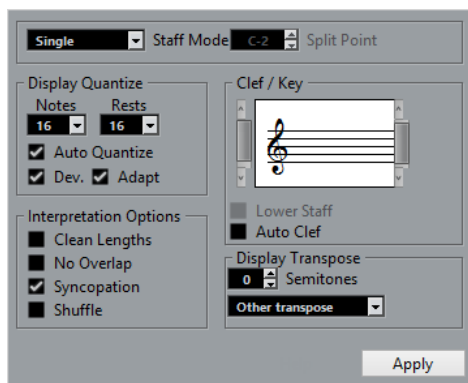 Single Staff Mode C-2 Split Point
Display Quantize
Notes Rests
16 16
Auto Quantize
Dev. Adapt
Interpretation Options
Clean Lengths
No Overlap
Syncopation
Shuffle
Clef / Key
Lower Staff
Auto Clef
Display Transpose
0 Semitones
Other transpose
Apply